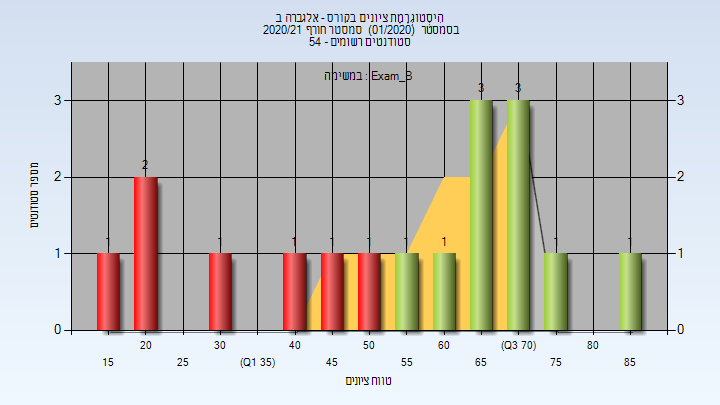 היסטוגרמת ציונים בקורס - אלגברה ב
בסמסטר (01/2020) סמסטר חורף 2020/21
סטודנטים רשומים - 54
במשימה : Exam_B
מספר סטודנטים
3 3
2 2
1 1
0 0
1 2 1 1 1 1 1 1 3 3 1 1
20 30 40 50 60 (Q3 70) 80
15 25 (Q1 35) 45 55 65 75 85
טווח ציונים